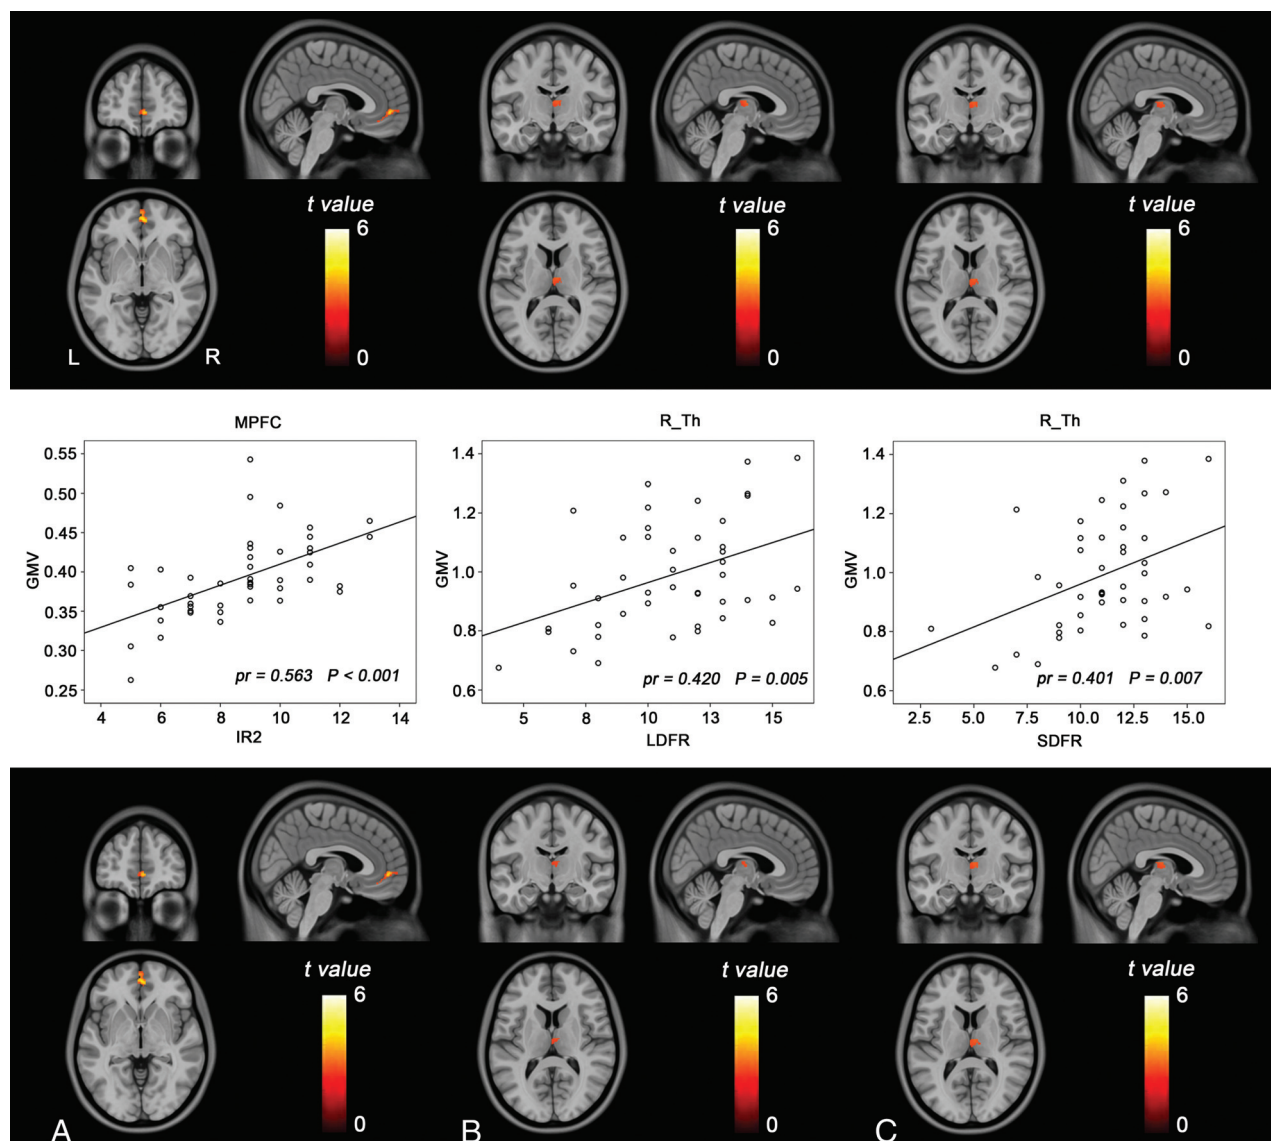 t value
6
0
L
R
t value
6
0
t value
6
0
MPFC
GMV
0.55
0.50
0.45
0.40
0.35
0.30
0.25
pr = 0.563 P < 0.001
4 6 8 10 12 14
IR2
R_Th
GMV
1.4
1.2
1.0
0.8
0.6
pr = 0.420 P = 0.005
5 8 10 13 15
LDFR
R_Th
GMV
1.4
1.2
1.0
0.8
0.6
pr = 0.401 P = 0.007
2.5 5.0 7.5 10.0 12.5 15.0
SDFR
t value
6
0
A
t value
6
0
B
t value
6
0
C